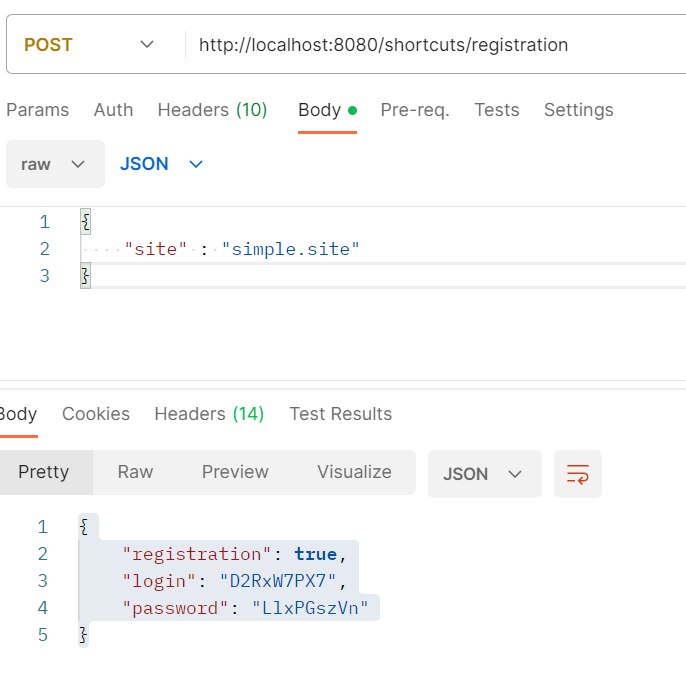 POST http://localhost:8080/shortcuts/registration
Params Auth Headers (10) Body Pre-req. Tests Settings
raw JSON
1 {
2 ····"site"·:·"simple.site"
3 }
Body Cookies Headers (14) Test Results
Pretty Raw Preview Visualize JSON
1 {
2     "registration": true,
3     "login": "D2RxW7PX7",
4     "password": "LlxPGszVn"
5 }